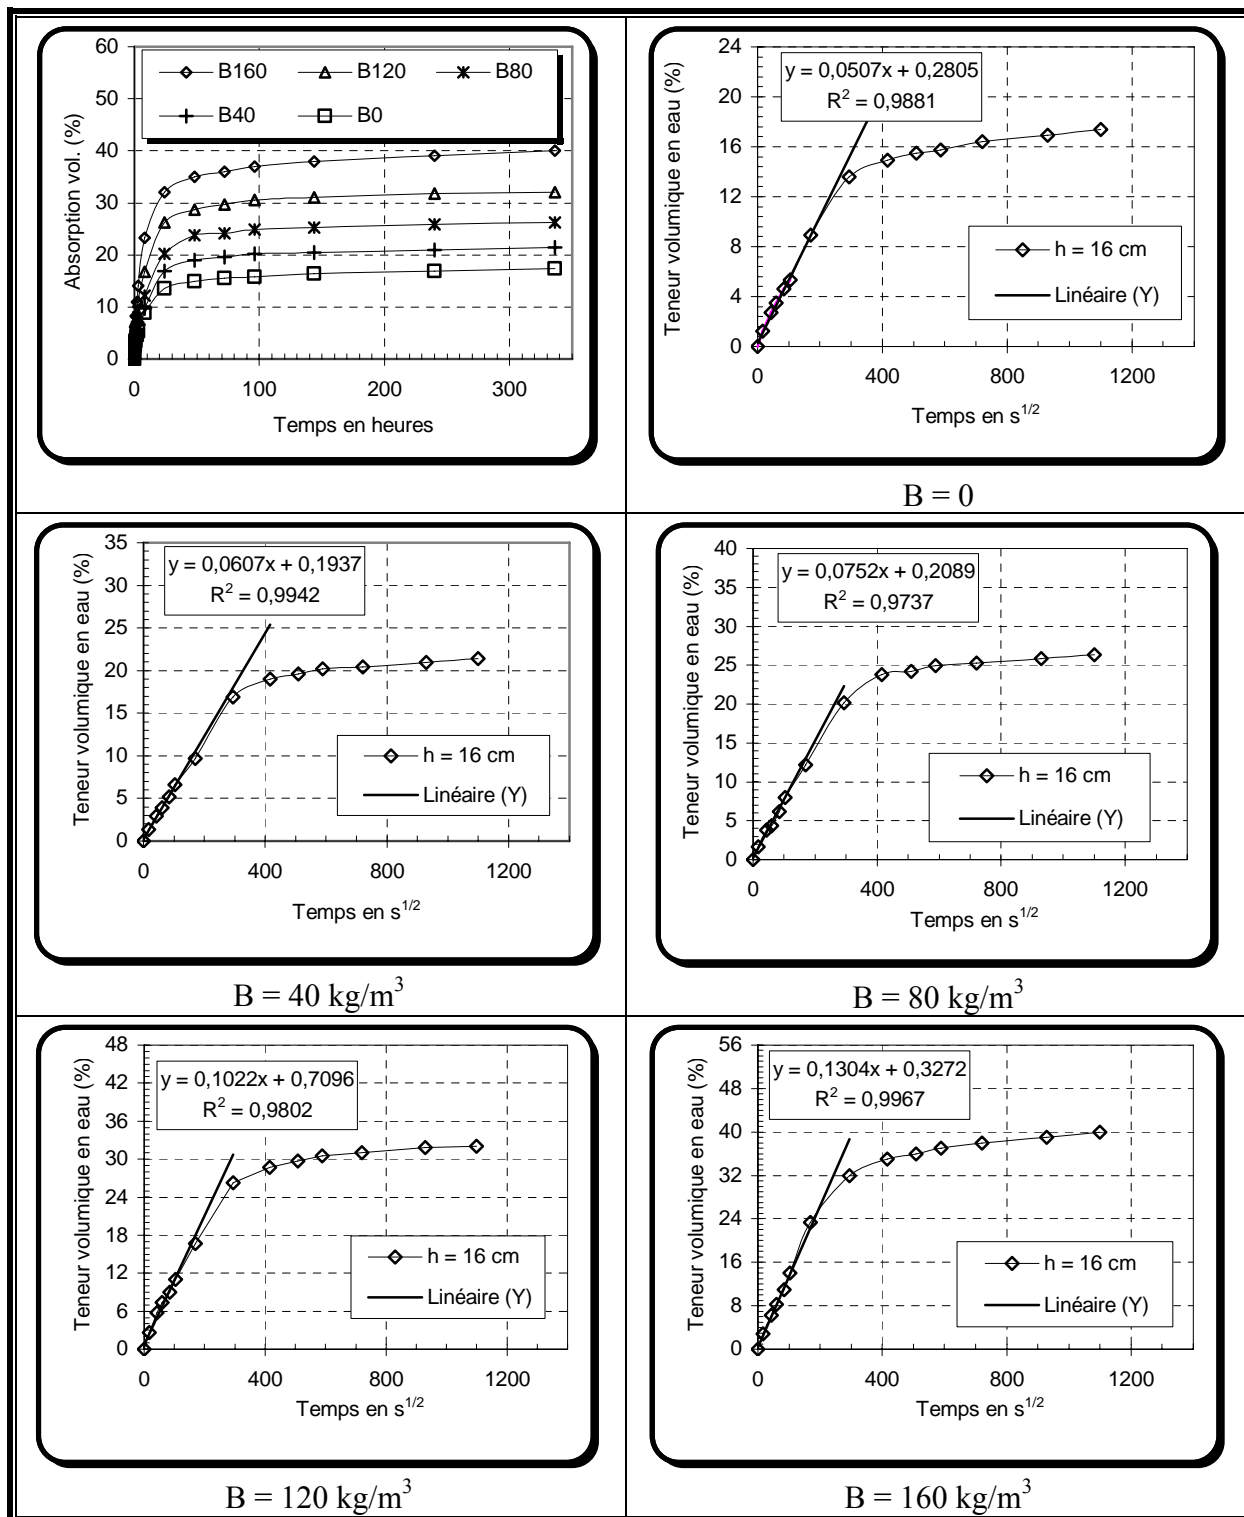 60
50
40
30
20
10
0
Absorption vol. (%)
B160 B120 B80
B40 B0
0 100 200 300
Temps en heures
24
20
16
12
8
4
0
Teneur volumique en eau (%)
y = 0,0507x + 0,2805
R² = 0,9881
h = 16 cm
Linéaire (Y)
0 400 800 1200
Temps en s^1/2
B = 0
35
30
25
20
15
10
5
0
Teneur volumique en eau (%)
y = 0,0607x + 0,1937
R² = 0,9942
h = 16 cm
Linéaire (Y)
0 400 800 1200
Temps en s^1/2
B = 40 kg/m³
40
35
30
25
20
15
10
5
0
Teneur volumique en eau (%)
y = 0,0752x + 0,2089
R² = 0,9737
h = 16 cm
Linéaire (Y)
0 400 800 1200
Temps en s^1/2
B = 80 kg/m³
48
42
36
30
24
18
12
6
0
Teneur volumique en eau (%)
y = 0,1022x + 0,7096
R² = 0,9802
h = 16 cm
Linéaire (Y)
0 400 800 1200
Temps en s^1/2
B = 120 kg/m³
56
48
40
32
24
16
8
0
Teneur volumique en eau (%)
y = 0,1304x + 0,3272
R² = 0,9967
h = 16 cm
Linéaire (Y)
0 400 800 1200
Temps en s^1/2
B = 160 kg/m³